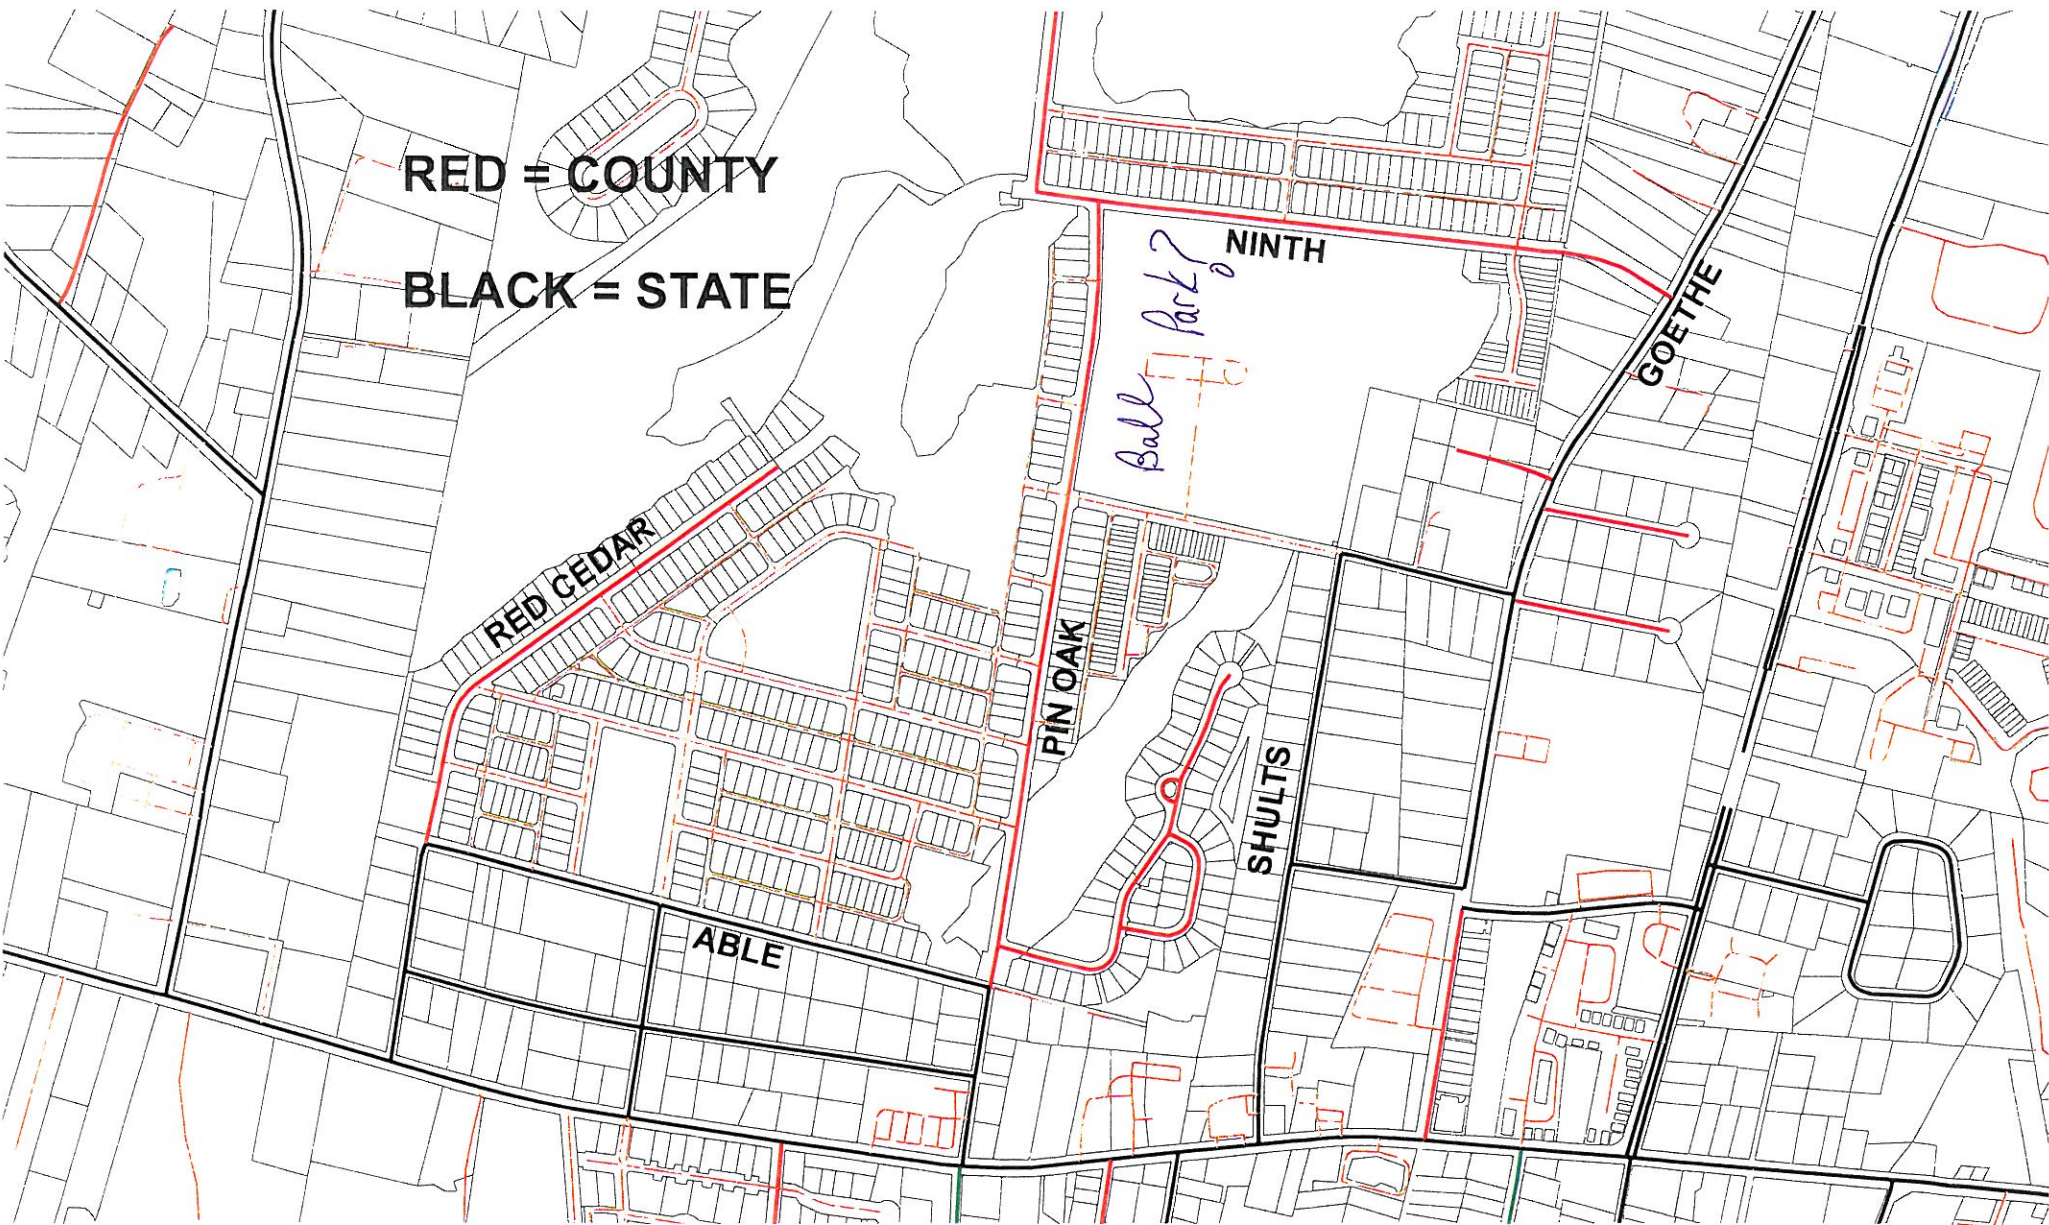 RED = COUNTY
BLACK = STATE
NINTH
Ball Park?
GOETHE
RED CEDAR
PIN OAK
SHULTS
ABLE